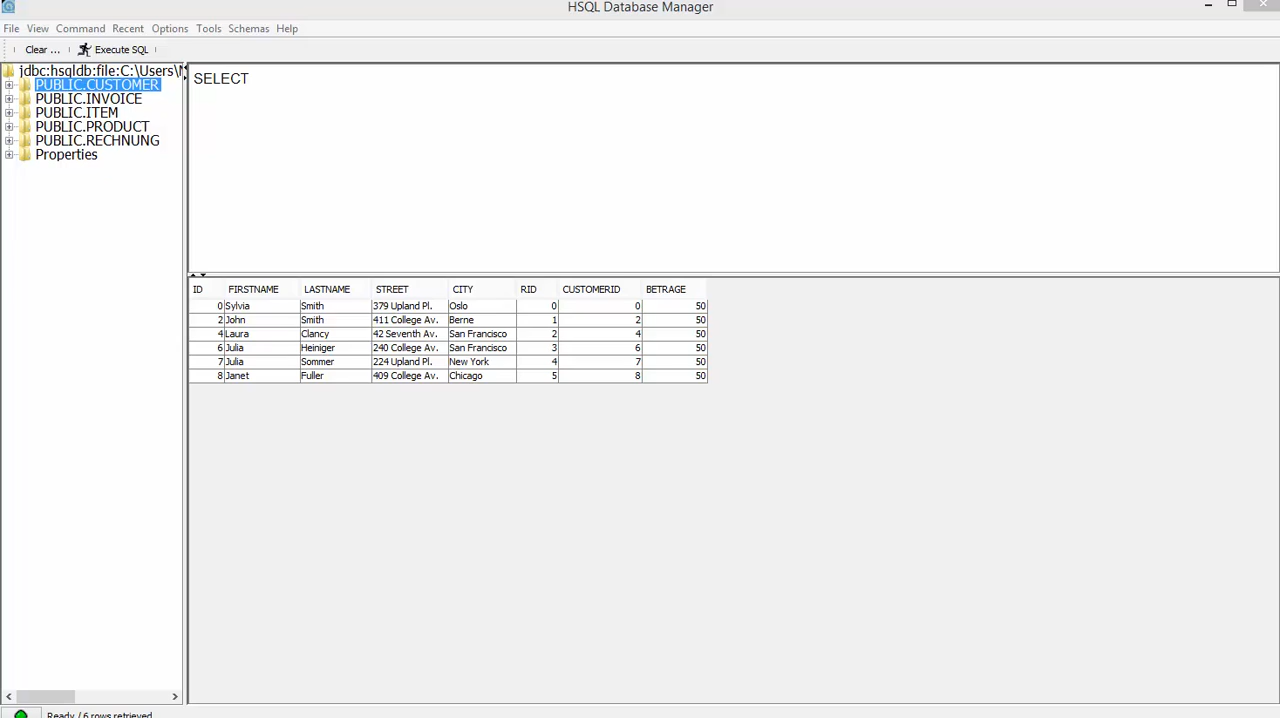 HSQL Database Manager
File View Command Recent Options Tools Schemas Help
Clear ... Execute SQL
jdbc:hsqldb:file:C:\Users\
PUBLIC.CUSTOMER
PUBLIC.INVOICE
PUBLIC.ITEM
PUBLIC.PRODUCT
PUBLIC.RECHNUNG
Properties
SELECT
ID FIRSTNAME LASTNAME STREET CITY RID CUSTOMERID BETRAGE
0 Sylvia Smith 379 Upland Pl. Oslo 0 0 50
2 John Smith 411 College Av. Berne 1 2 50
4 Laura Clancy 42 Seventh Av. San Francisco 2 4 50
6 Julia Heiniger 240 College Av. San Francisco 3 6 50
7 Julia Sommer 224 Upland Pl. New York 4 7 50
8 Janet Fuller 409 College Av. Chicago 5 8 50
Ready / 6 rows retrieved